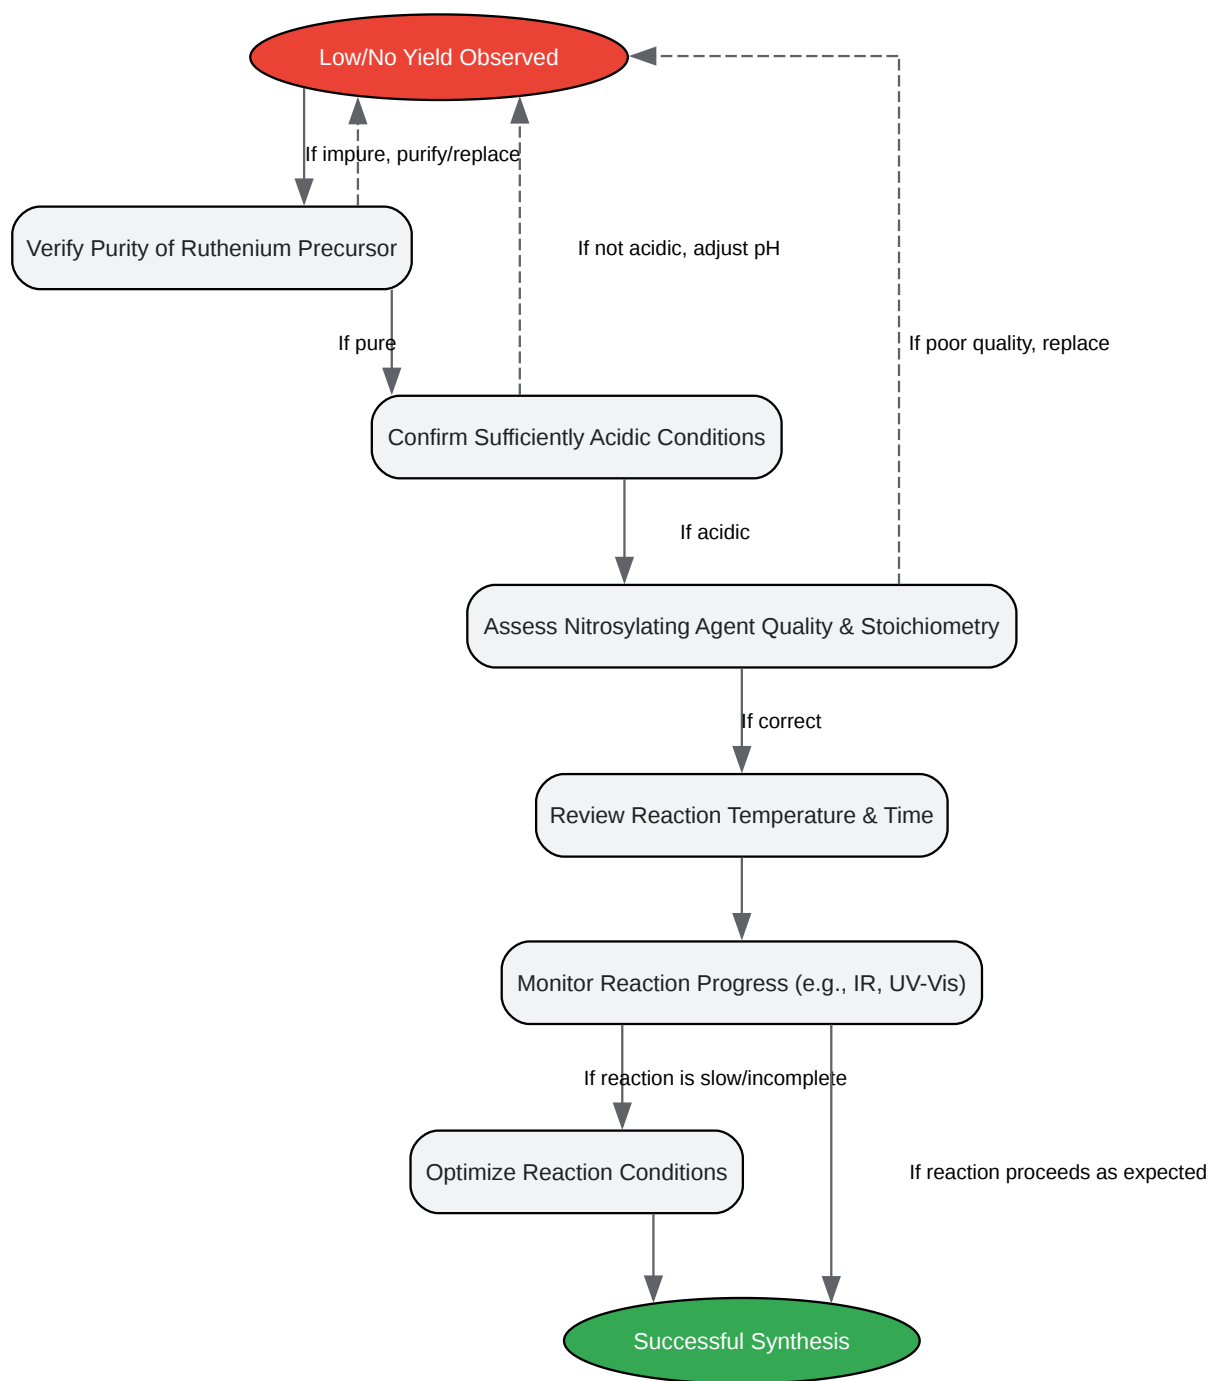 Low/No Yield Observed
If impure, purify/replace
Verify Purity of Ruthenium Precursor
If not acidic, adjust pH
If pure
If poor quality, replace
Confirm Sufficiently Acidic Conditions
If acidic
Assess Nitrosylating Agent Quality & Stoichiometry
If correct
Review Reaction Temperature & Time
Monitor Reaction Progress (e.g., IR, UV-Vis)
If reaction is slow/incomplete
Optimize Reaction Conditions
If reaction proceeds as expected
Successful Synthesis